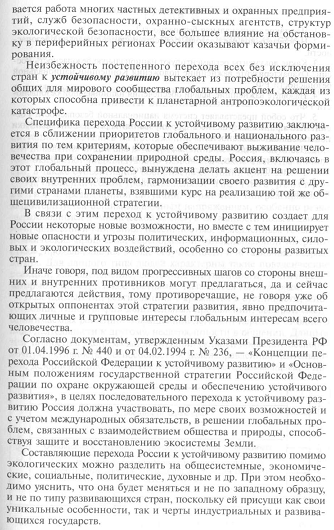 вается работа многих частных детективных и охранных предприя-
тий, служб безопасности, охранно-сыскных агентств, структур
экологической безопасности, все большее влияние на обстанов-
ку в периферийных регионах России оказывают казачьи форми-
рования.
Неизбежность постепенного перехода всех без исключения
стран к устойчивому развитию вытекает из потребности решения
общих для мирового сообщества глобальных проблем, каждая из
которых способна привести к планетарной антропоэкологической
катастрофе.
Специфика перехода России к устойчивому развитию заключа-
ется в сближении приоритетов глобального и национального раз-
вития по тем критериям, которые обеспечивают выживание чело-
вечества при сохранении природной среды. Россия, включаясь в
этот глобальный процесс, вынуждена делать акцент на решении
своих внутренних проблем, гармонизации своего развития с дру-
гими странами планеты, взявшими курс на реализацию той же об-
щецивилизационной стратегии.
В связи с этим переход к устойчивому развитию создает для
России некоторые новые возможности, но вместе с тем инициирует
новые опасности и угрозы политических, информационных, сило-
вых и экологических воздействий, особенно со стороны развитых
стран.
Иначе говоря, под видом прогрессивных шагов со стороны внеш-
них и внутренних противников могут предлагаться, да и сейчас
предлагаются действия, тому противоречащие, не говоря уже об
открытых оппонентах этой стратегии развития, явно предпочитаю-
щих личные и групповые интересы глобальным интересам всего
человечества.
Согласно документам, утвержденным Указами Президента РФ
от 01.04.1996 г. № 440 и от 04.02.1994 г. № 236, — «Концепции пе-
рехода Российской Федерации к устойчивому развитию» и «Основ-
ным положениям государственной стратегии Российской Федера-
ции по охране окружающей среды и обеспечению устойчивого
развития», в целях последовательного перехода к устойчивому раз-
витию Россия должна участвовать, по мере своих возможностей и
с учетом международных обязательств, в решении глобальных про-
блем, связанных с взаимодействием общества и природы, способ-
ствуя защите и восстановлению экосистемы Земли.
Составляющие перехода России к устойчивому развитию помимо
экологических можно разделить на общесистемные, экономиче-
ские, социальные, политические, духовные и др. При этом необходи-
мо уяснить, что она будет меняться и не по западному образцу,
и не по типу развивающихся стран, поскольку ей присущи как свои
уникальные особенности, так и черты индустриальных и развиваю-
щихся государств.